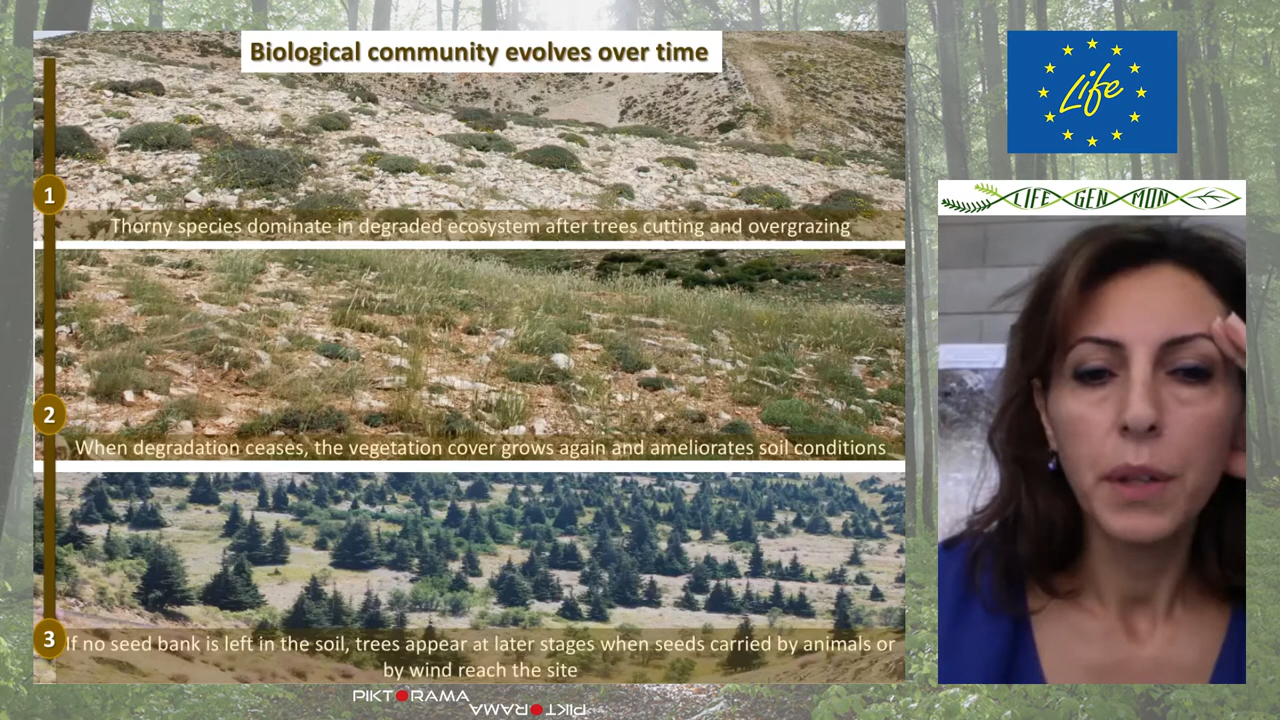 Biological community evolves over time
1
Thorny species dominate in degraded ecosystem after trees cutting and overgrazing
2
When degradation ceases, the vegetation cover grows again and ameliorates soil conditions
3
If no seed bank is left in the soil, trees appear at later stages when seeds carried by animals or
by wind reach the site
PIKTORAMA
PIKTORAMA
Life
LIFE GEN MON